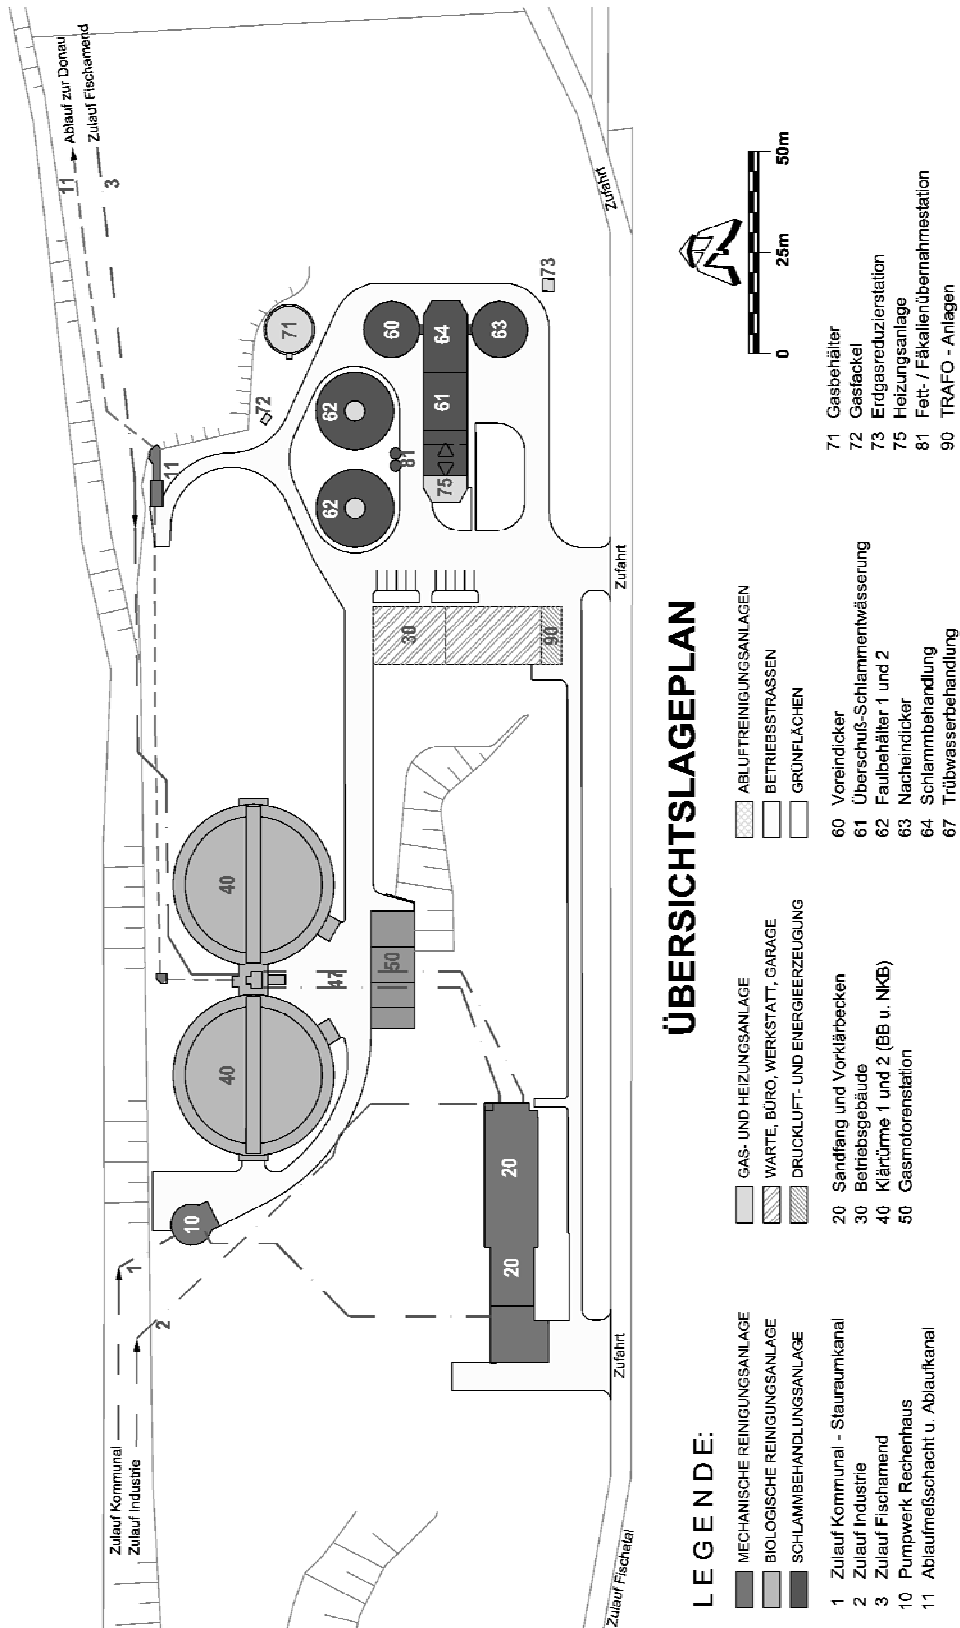 Ablauf zur Donau
Zulauf Fischamend
11
3
Zulauf Kommunal
Zulauf Industrie
1
2
10
40
40
47
50
11
72
71
62
62
81
60
64
63
61
75
73
30
90
20
20
Zufahrt
Zufahrt
Zufahrt
Zulauf Fischatal
ÜBERSICHTSLAGEPLAN
0
25m
50m
LEGENDE:
MECHANISCHE REINIGUNGSANLAGE
BIOLOGISCHE REINIGUNGSANLAGE
SCHLAMMBEHANDLUNGSANLAGE
GAS- UND HEIZUNGSANLAGE
WARTE, BÜRO, WERKSTATT, GARAGE
DRUCKLUFT- UND ENERGIEERZEUGUNG
ABLUFTREINIGUNGSANLAGEN
BETRIEBSSTRASSEN
GRÜNFLÄCHEN
1 Zulauf Kommunal - Stauraumkanal
2 Zulauf Industrie
3 Zulauf Fischamend
10 Pumpwerk Rechenhaus
11 Ablaufmeßschacht u. Ablaufkanal
20 Sandfang und Vorklärbecken
30 Betriebsgebäude
40 Klärtürme 1 und 2 (BB u. NKB)
50 Gasmotorenstation
60 Voreindicker
61 Überschuß-Schlammentwässerung
62 Faulbehälter 1 und 2
63 Nacheindicker
64 Schlammbehandlung
67 Trübwasserbehandlung
71 Gasbehälter
72 Gasfackel
73 Erdgasreduzierstation
75 Heizungsanlage
81 Fett- / Fäkalienübernahmestation
90 TRAFO - Anlagen